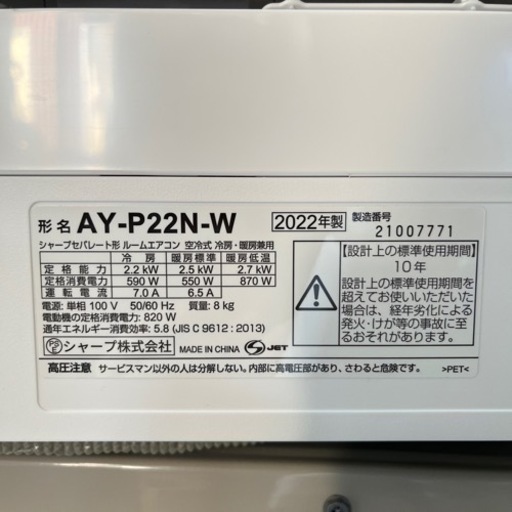 形名 AY-P22N-W 2022年製 製造番号 21007771
シャープセパレート形 ルームエアコン 空冷式 冷房・暖房兼用
冷房 暖房標準 暖房低温
定格能力 2.2 kW 2.5 kW 2.7 kW
定格消費電力 590 W 550 W 870 W
運転電流 7.0 A 6.5 A
電源: 単相 100 V 50/60 Hz 質量: 8 kg
電動機の定格消費電力: 820 W
通年エネルギー消費効率: 5.8 (JIS C 9612 : 2013)
PS E シャープ株式会社 MADE IN CHINA S JET
【設計上の標準使用期間】
10年
設計上の標準使用期間を
超えてお使いいただいた
場合は、経年劣化による
発火・けが等の事故に至
るおそれがあります。
高圧注意 サービスマン以外の人は分解しない。内部に高電圧部があり、さわると危険です。 >PET<